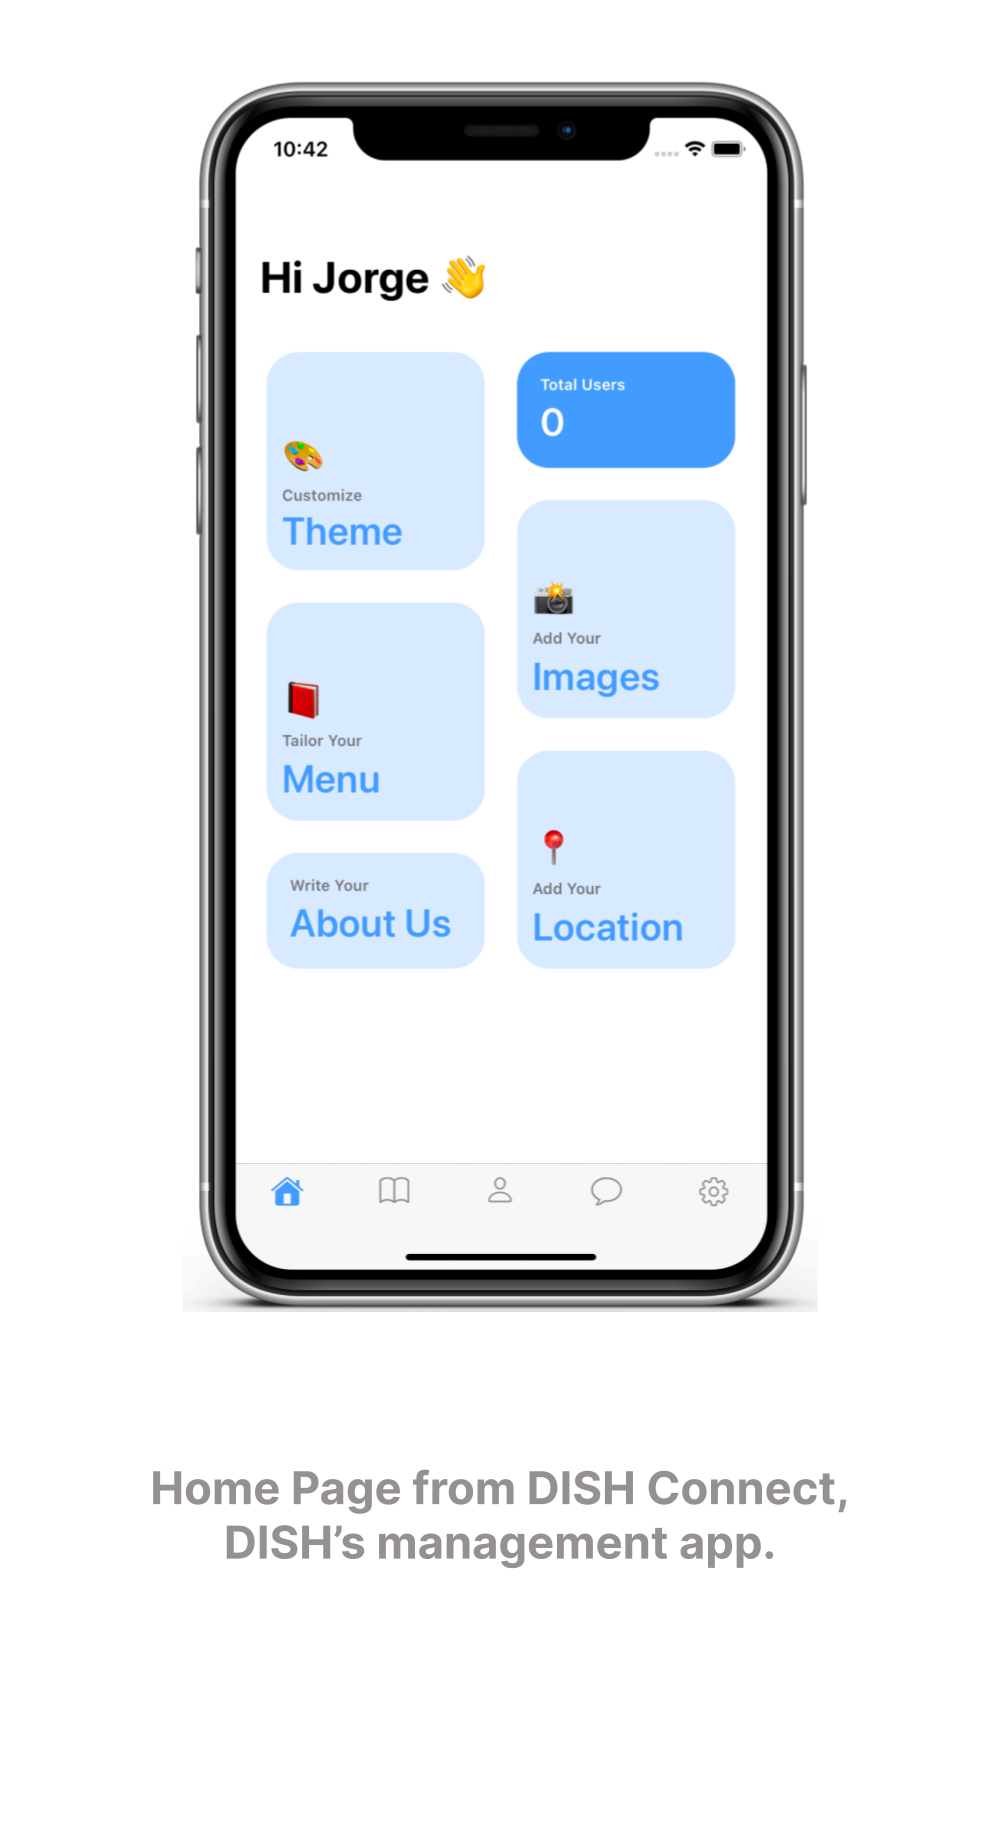 10:42
Hi Jorge 👋
Customize
Theme
Total Users
0
Add Your
Images
Tailor Your
Menu
Add Your
Location
Write Your
About Us
Home Page from DISH Connect,
DISH’s management app.